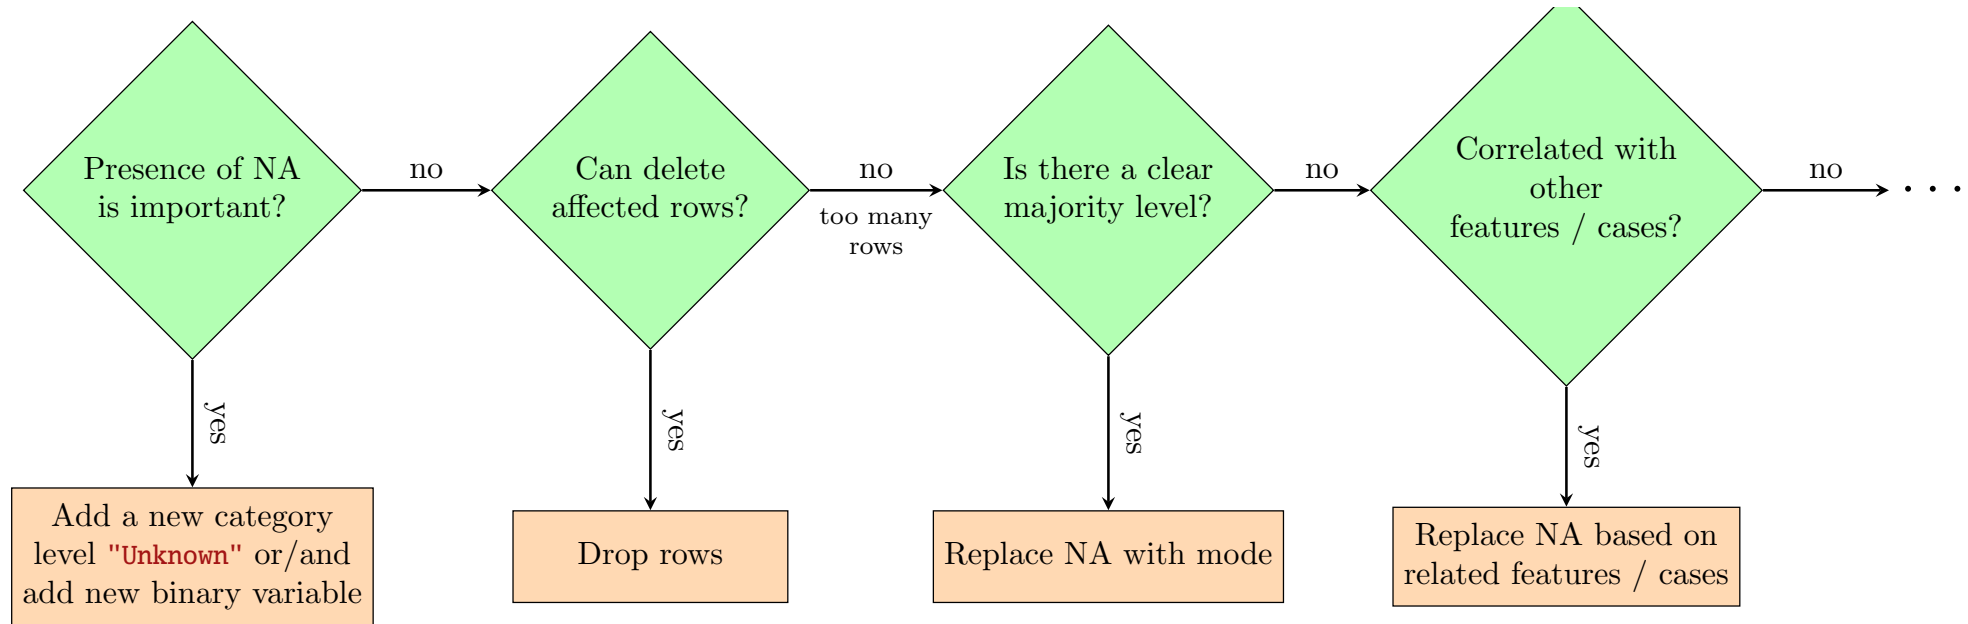 Presence of NA
is important?
no
Can delete
affected rows?
no
too many
rows
Is there a clear
majority level?
no
Correlated with
other
features / cases?
no
...
yes
yes
yes
yes
Add a new category
level "Unknown" or/and
add new binary variable
Drop rows
Replace NA with mode
Replace NA based on
related features / cases